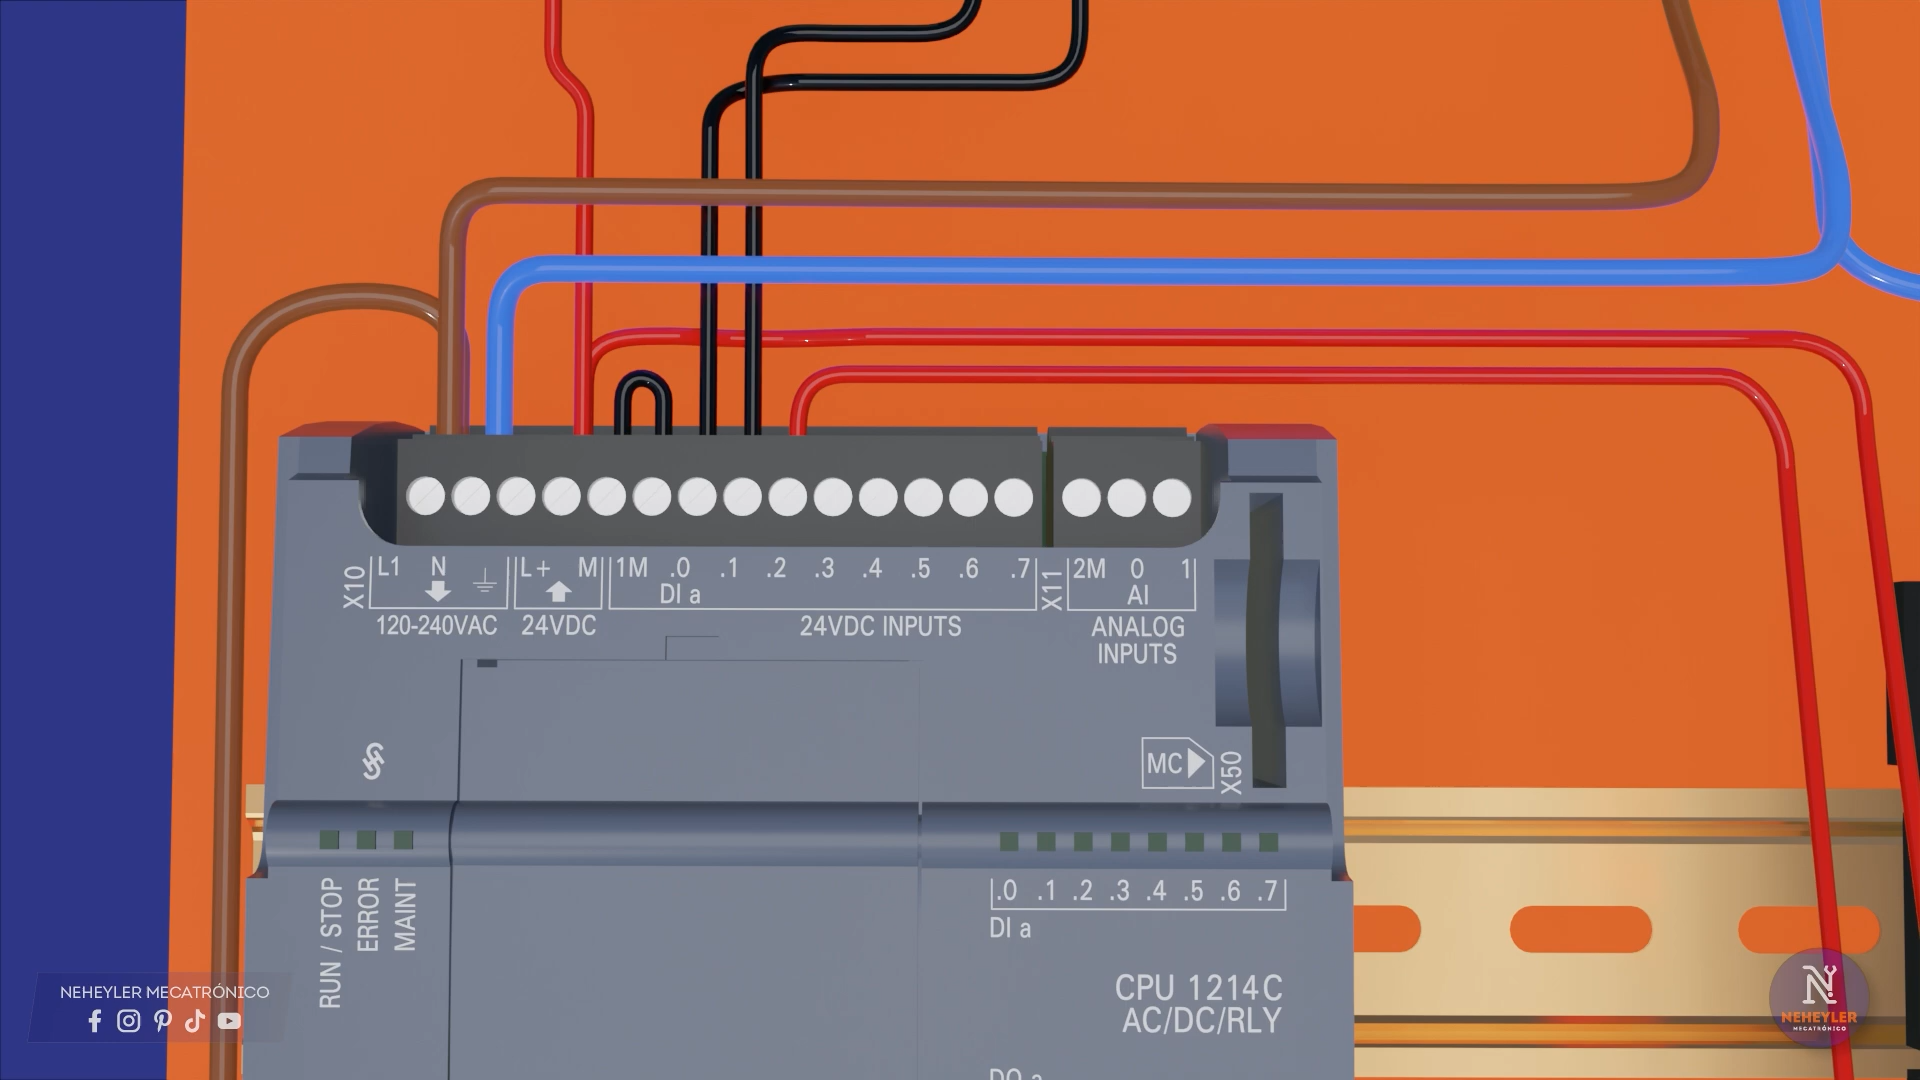 X10
L1 N
L+ M
1M .0 .1 .2 .3 .4 .5 .6 .7
DI a
120-240VAC
24VDC
24VDC INPUTS
X11
2M 0 1
AI
ANALOG
INPUTS
MC
X50
RUN / STOP
ERROR
MAINT
.0 .1 .2 .3 .4 .5 .6 .7
DI a
CPU 1214C
AC/DC/RLY
DQ a
NEHEYLER MECATRÓNICO
NEHEYLER
MECATRÓNICO